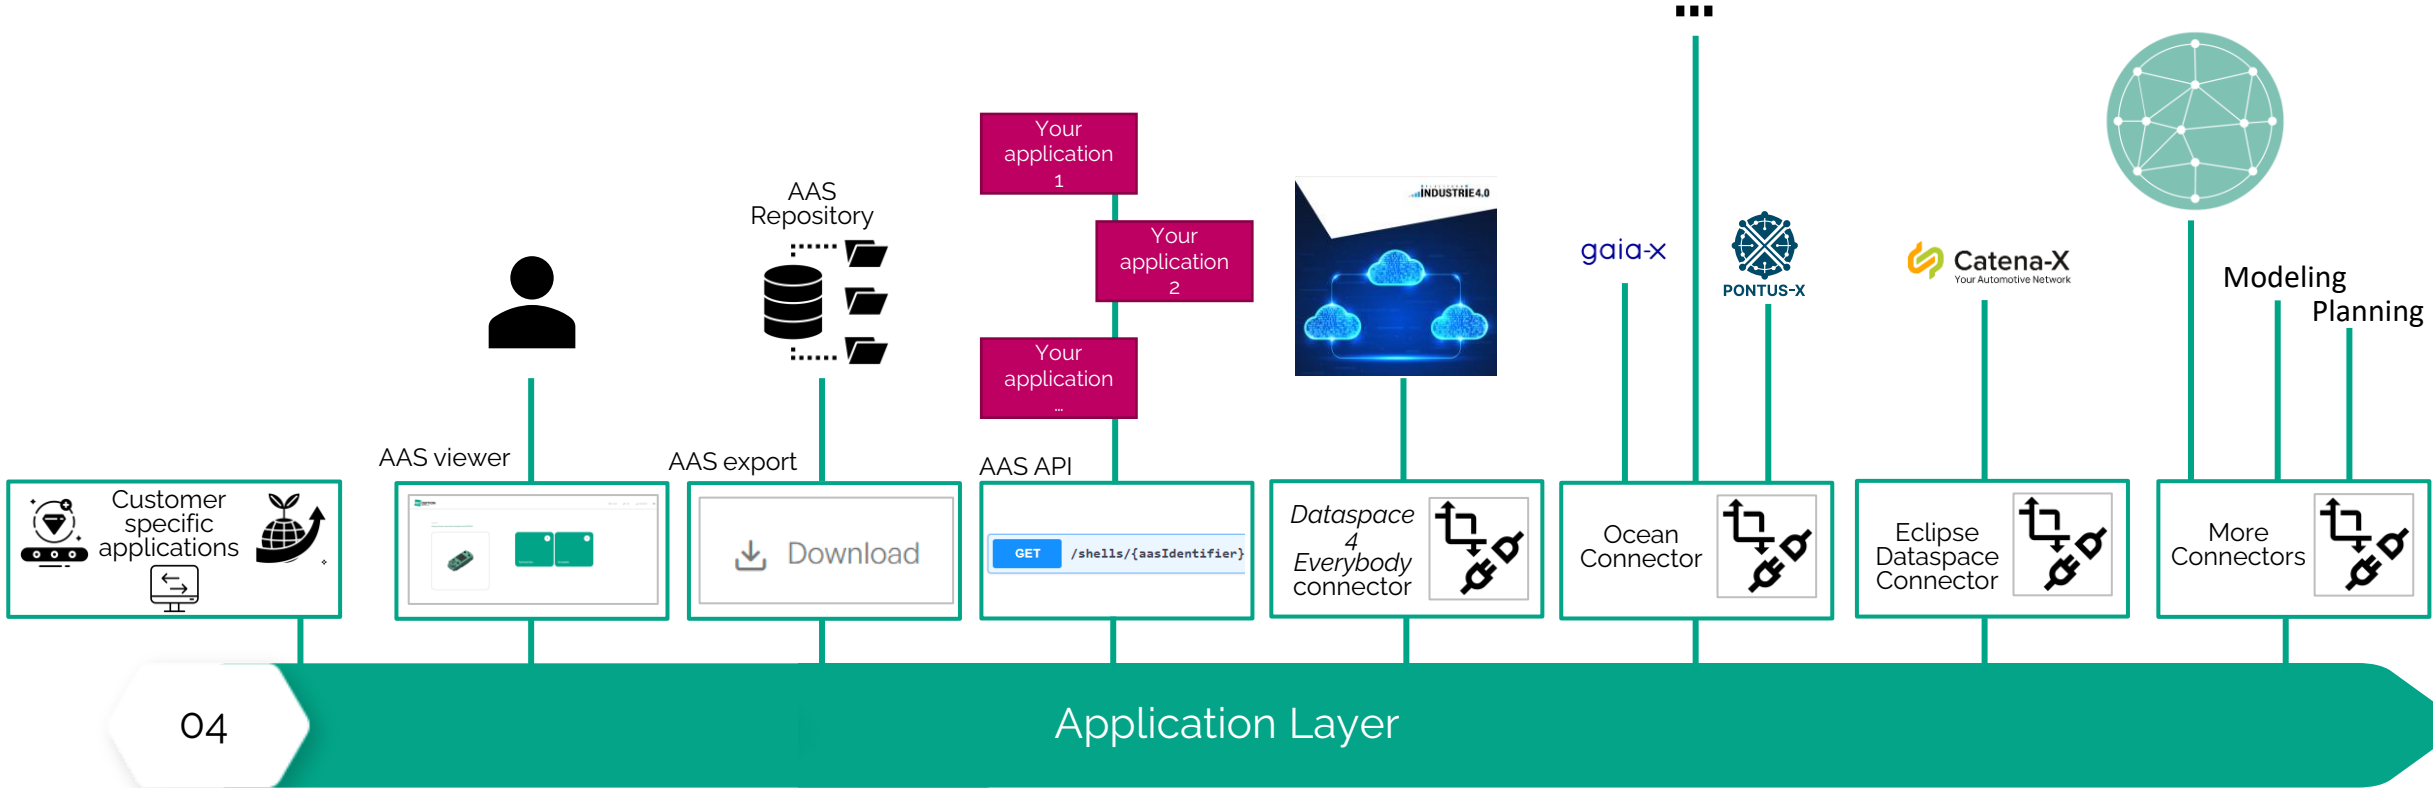 ...
Your
application
1
AAS
Repository
Your
application
2
INDUSTRIE4.0
gaia-x
PONTUS-X
Catena-X
Your Automotive Network
Modeling
Planning
Your
application
...
AAS viewer
AAS export
AAS API
Customer
specific
applications
Download
GET /shells/{aasIdentifier}
Dataspace
4
Everybody
connector
Ocean
Connector
Eclipse
Dataspace
Connector
More
Connectors
04
Application Layer